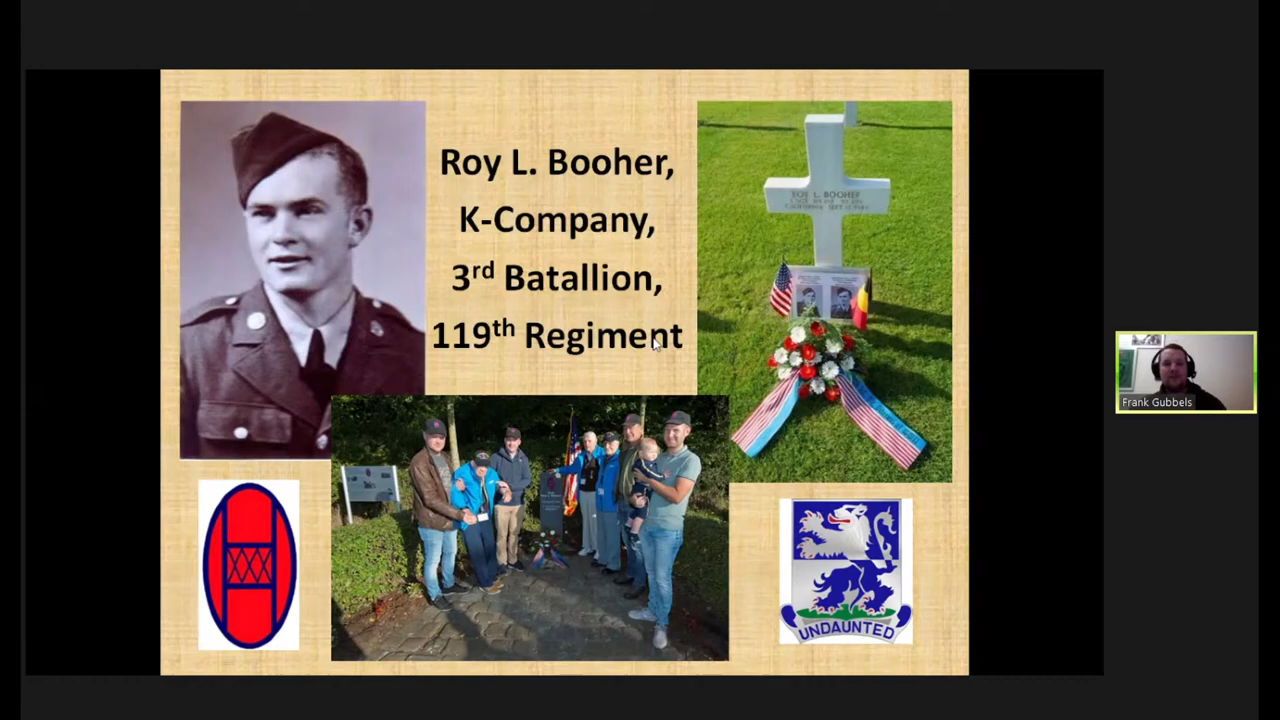 Roy L. Booher,
K-Company,
3rd Batallion,
119th Regiment
ROY L. BOOHER
UNDAUNTED
Frank Gubbels